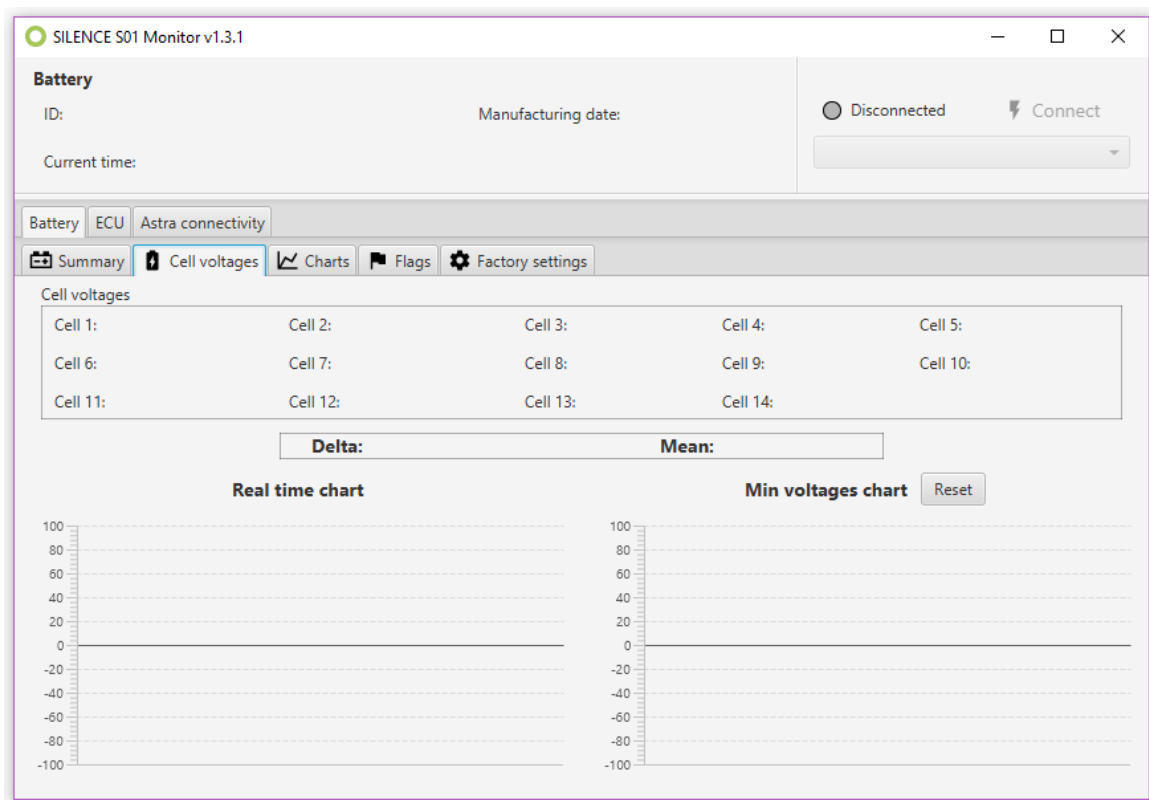 SILENCE S01 Monitor v1.3.1
Battery
ID:
Manufacturing date:
Current time:
Disconnected
Connect
Battery ECU Astra connectivity
Summary Cell voltages Charts Flags Factory settings
Cell voltages
Cell 1: Cell 2: Cell 3: Cell 4: Cell 5:
Cell 6: Cell 7: Cell 8: Cell 9: Cell 10:
Cell 11: Cell 12: Cell 13: Cell 14:
Delta: Mean:
Real time chart
100
80
60
40
20
0
-20
-40
-60
-80
-100
Min voltages chart Reset
100
80
60
40
20
0
-20
-40
-60
-80
-100